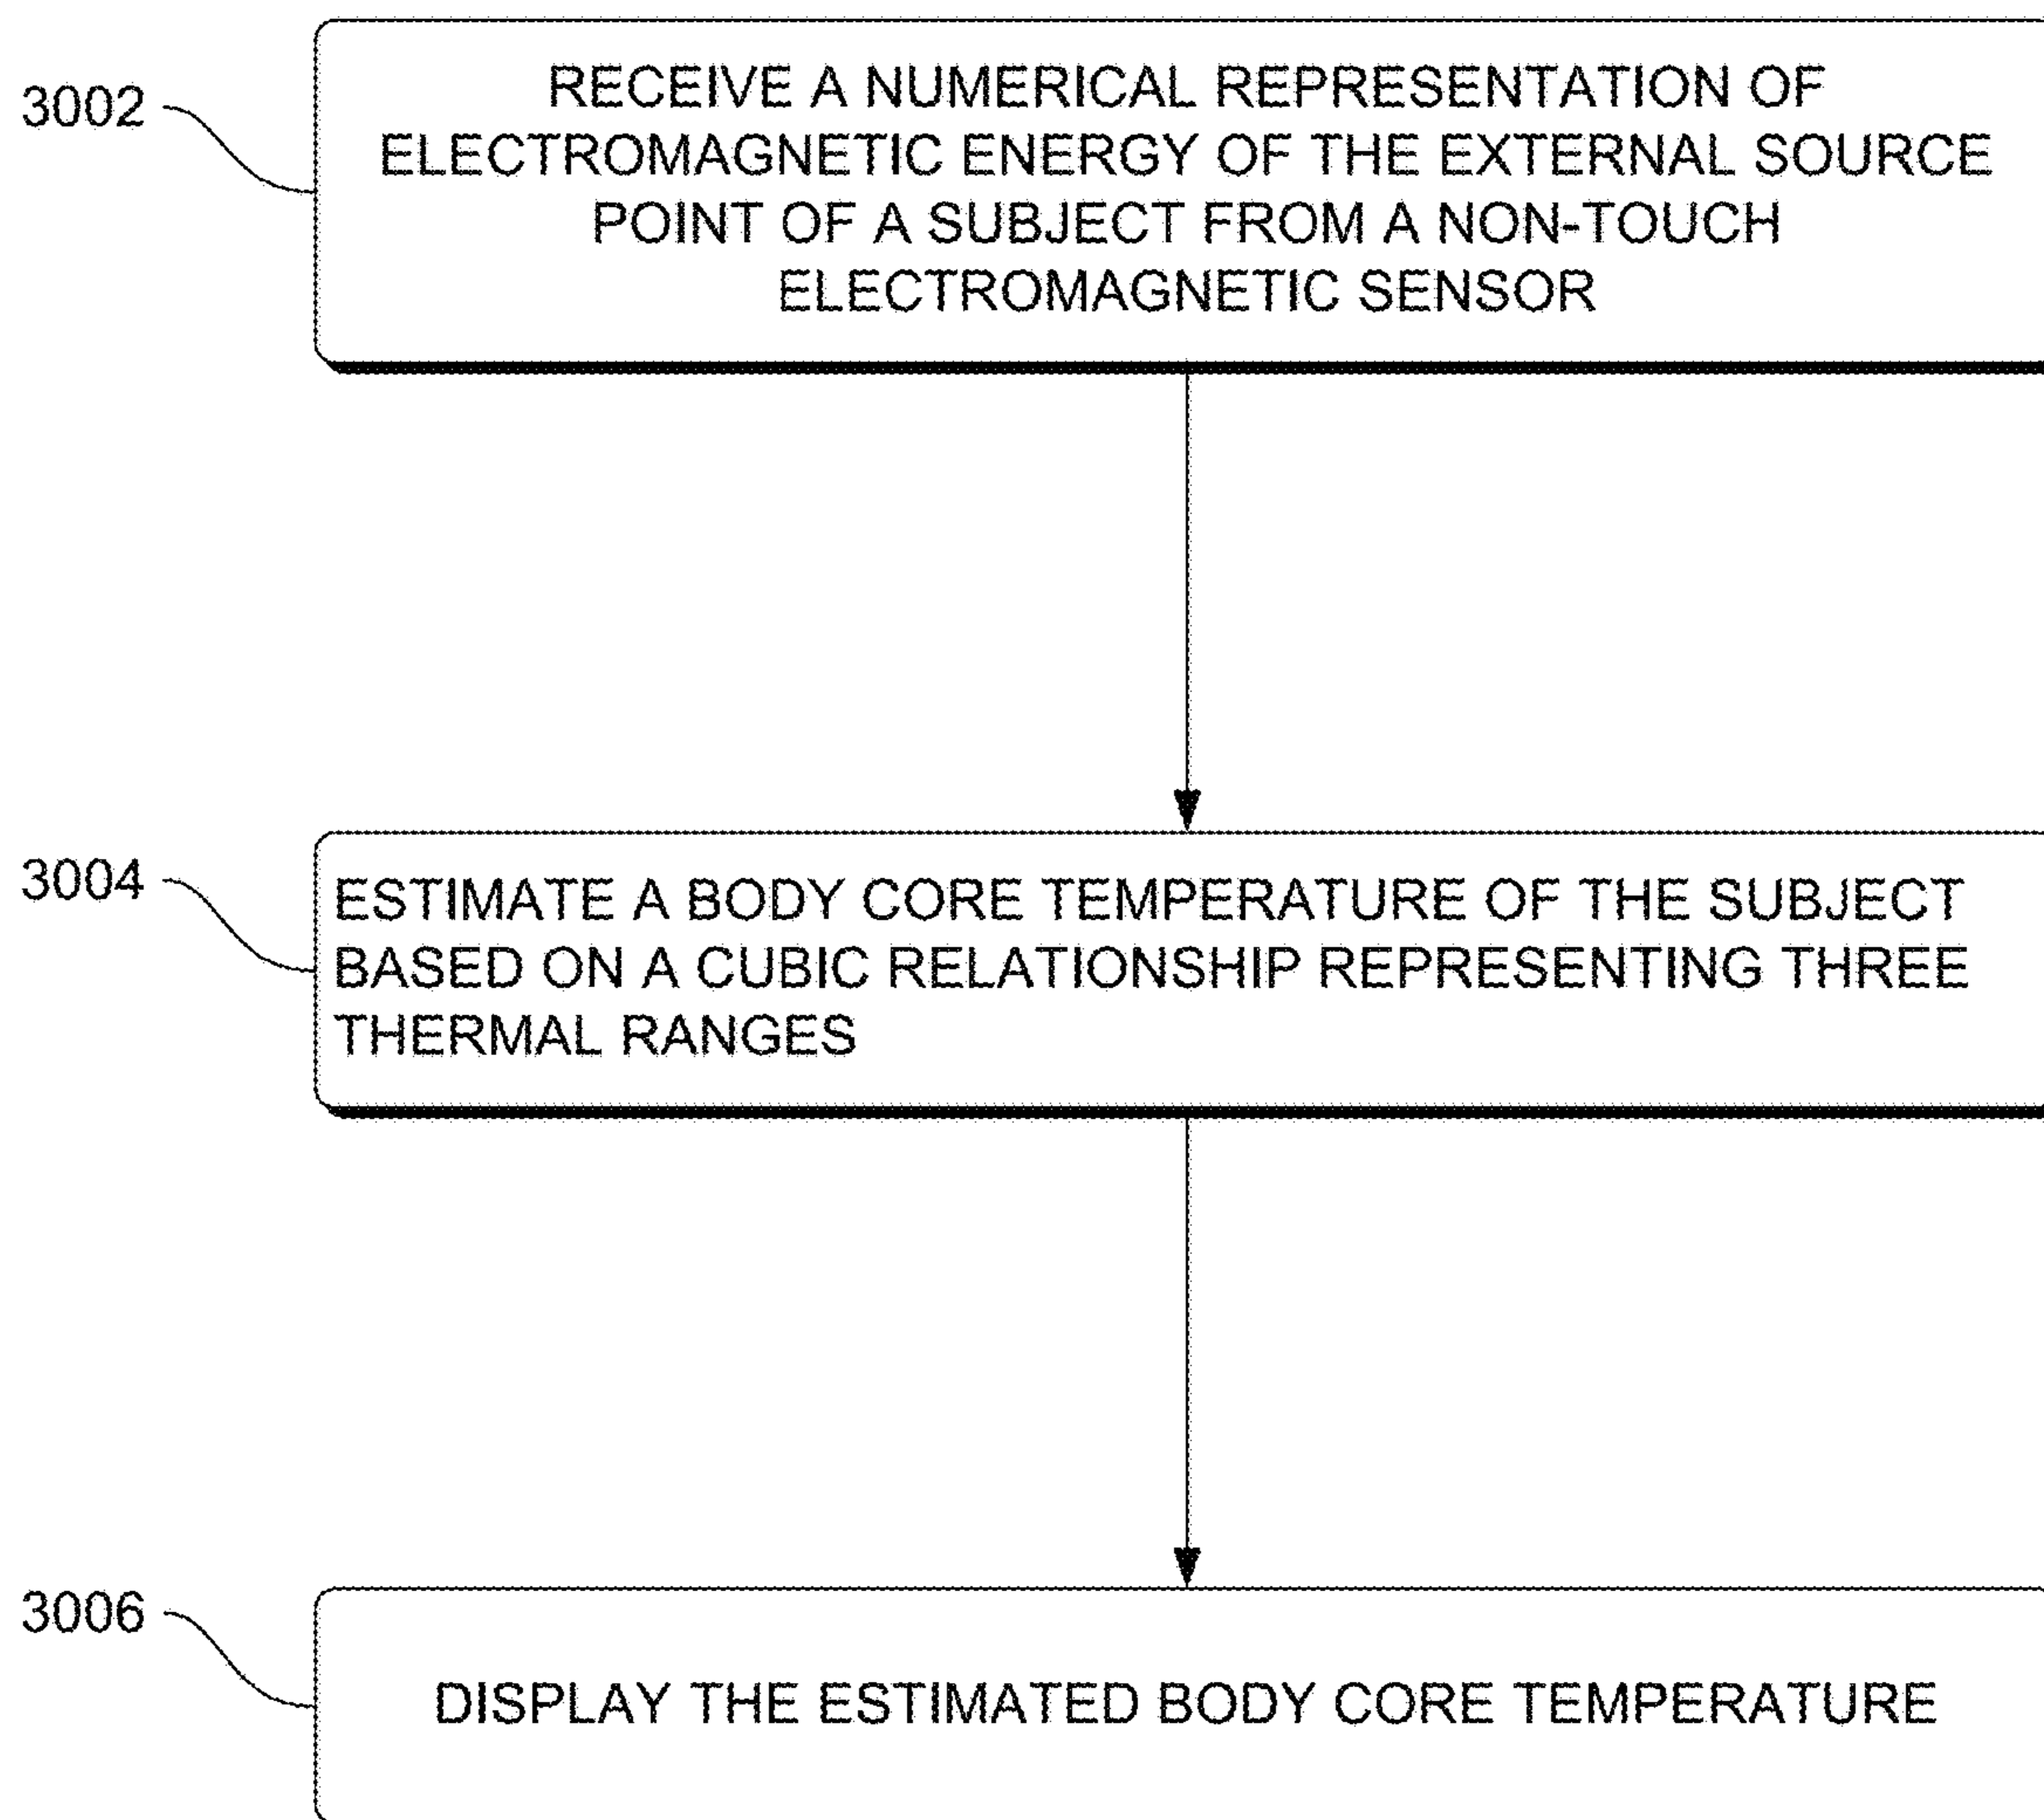 3002
RECEIVE A NUMERICAL REPRESENTATION OF
ELECTROMAGNETIC ENERGY OF THE EXTERNAL SOURCE
POINT OF A SUBJECT FROM A NON-TOUCH
ELECTROMAGNETIC SENSOR
3004
ESTIMATE A BODY CORE TEMPERATURE OF THE SUBJECT
BASED ON A CUBIC RELATIONSHIP REPRESENTING THREE
THERMAL RANGES
3006
DISPLAY THE ESTIMATED BODY CORE TEMPERATURE